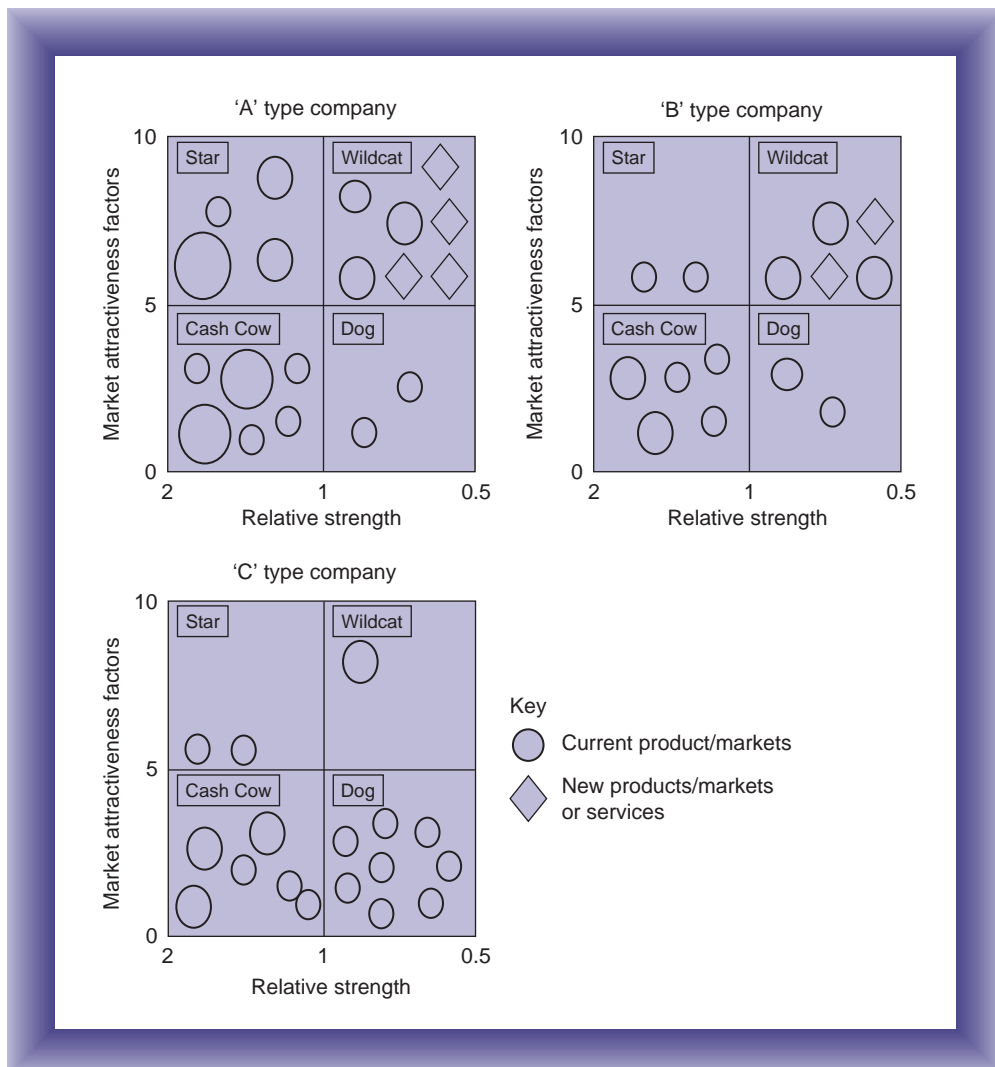 ‘A’ type company
10
Star
Wildcat
Market attractiveness factors
5
Cash Cow
Dog
0
2
1
0.5
Relative strength
‘B’ type company
10
Star
Wildcat
Market attractiveness factors
5
Cash Cow
Dog
0
2
1
0.5
Relative strength
‘C’ type company
10
Star
Wildcat
Market attractiveness factors
5
Cash Cow
Dog
0
2
1
0.5
Relative strength
Key
Current product/markets
New products/markets
or services